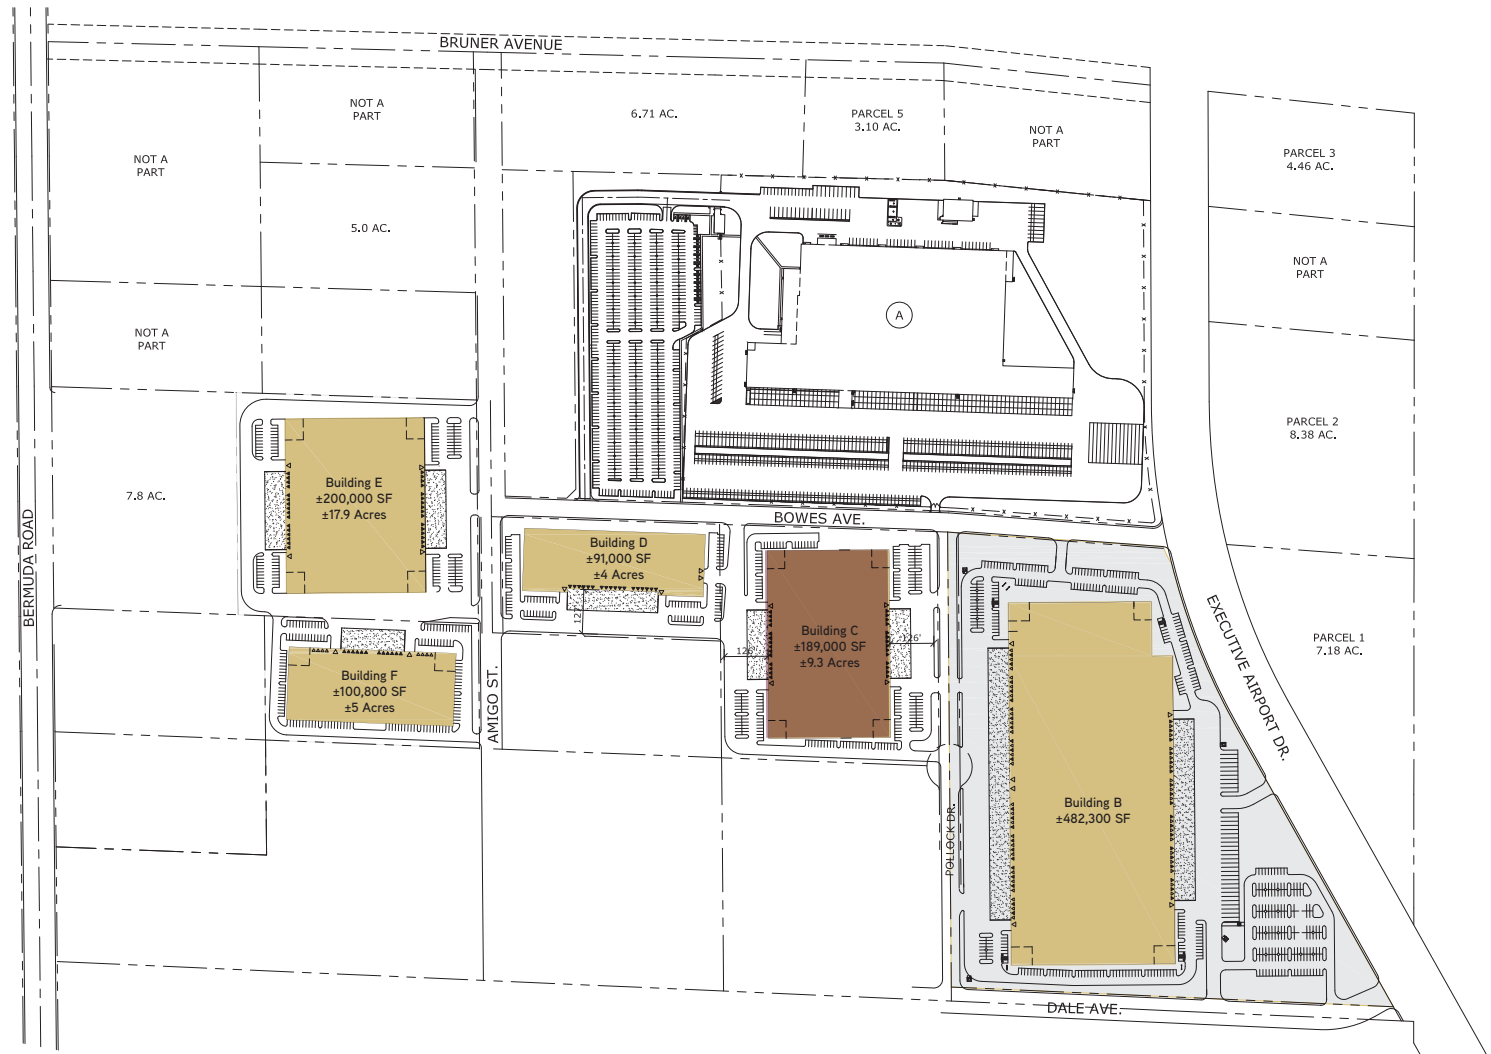 BRUNER AVENUE
NOT A
PART
NOT A
PART
6.71 AC.
PARCEL 5
3.10 AC.
NOT A
PART
PARCEL 3
4.46 AC.
5.0 AC.
NOT A
PART
NOT A
PART
A
PARCEL 2
8.38 AC.
7.8 AC.
BERMUDA ROAD
Building E
±200,000 SF
±17.9 Acres
BOWES AVE.
Building D
±91,000 SF
±4 Acres
127'
Building C
±189,000 SF
±9.3 Acres
126'
126'
EXECUTIVE AIRPORT DR.
PARCEL 1
7.18 AC.
Building F
±100,800 SF
±5 Acres
AMIGO ST.
Building B
±482,300 SF
POLLOCK DR.
DALE AVE.